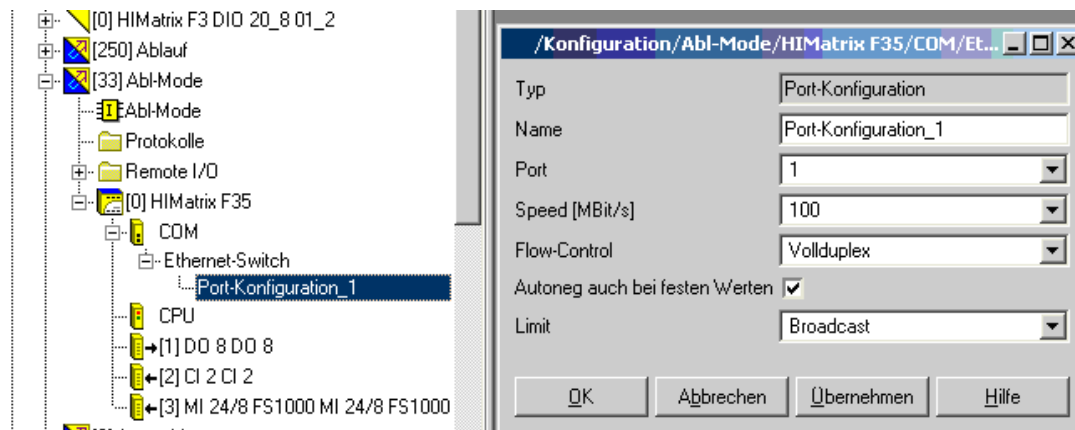 [0] HIMatrix F3 DIO 20_8 01_2
[250] Ablauf
[33] Abl-Mode
Abl-Mode
Protokolle
Remote I/O
[0] HIMatrix F35
COM
Ethernet-Switch
Port-Konfiguration_1
CPU
[1] DO 8 DO 8
[2] CI 2 CI 2
[3] MI 24/8 FS1000 MI 24/8 FS1000
/Konfiguration/Abl-Mode/HIMatrix F35/COM/Et...
Typ Port-Konfiguration
Name Port-Konfiguration_1
Port 1
Speed [MBit/s] 100
Flow-Control Vollduplex
Autoneg auch bei festen Werten
Limit Broadcast
OK Abbrechen Übernehmen Hilfe